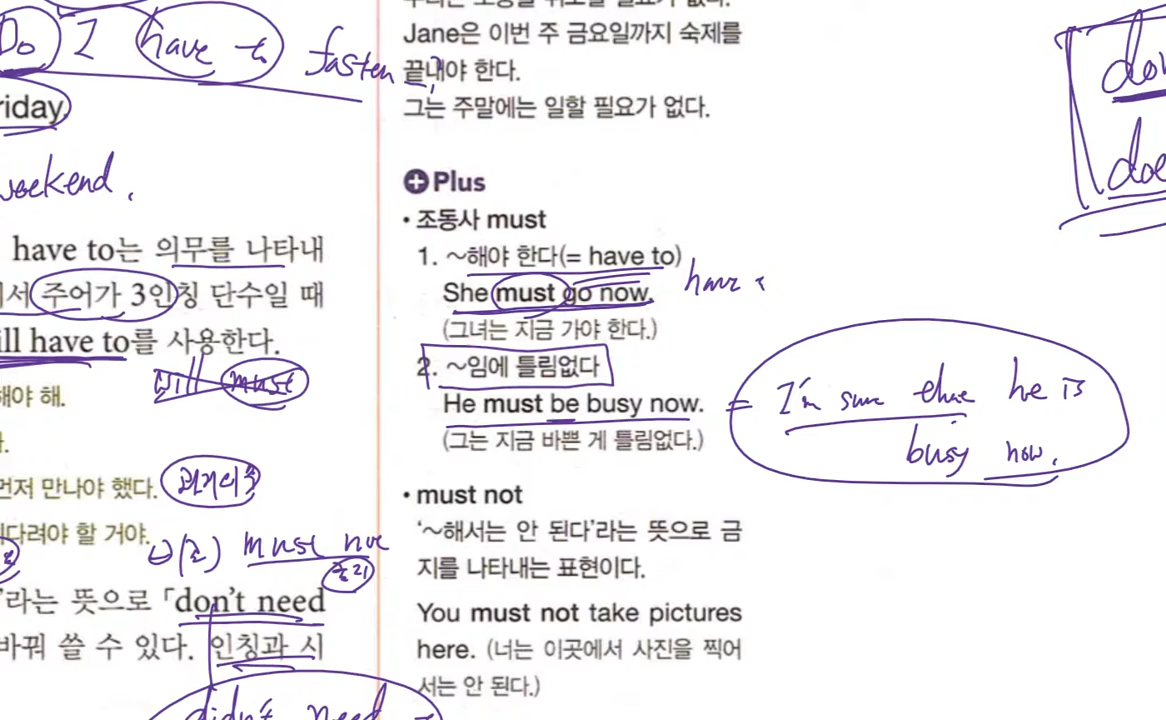 Do I have to fasten
Jane은 이번 주 금요일까지 숙제를
끝내야 한다.
riday.
그는 주말에는 일할 필요가 없다.
weekend.
Plus
• 조동사 must
have to는 의무를 나타내
1. ~해야 한다(= have to)
서 주어가 3인칭 단수일 때
She must go now. have
(그녀는 지금 가야 한다.)
ill have to를 사용한다.
2. ~임에 틀림없다
will must
해야 해.
He must be busy now. = I'm sure that he is
busy now.
(그는 지금 바쁜 게 틀림없다.)
먼저 만나야 했다.
• must not
'~해서는 안 된다'라는 뜻으로 금
다려야 할 거야.
must not
지를 나타내는 표현이다.
'라는 뜻으로 「don't need
You must not take pictures
바꿔 쓸 수 있다. 인칭과 시
here. (너는 이곳에서 사진을 찍어
서는 안 된다.)
didn't need